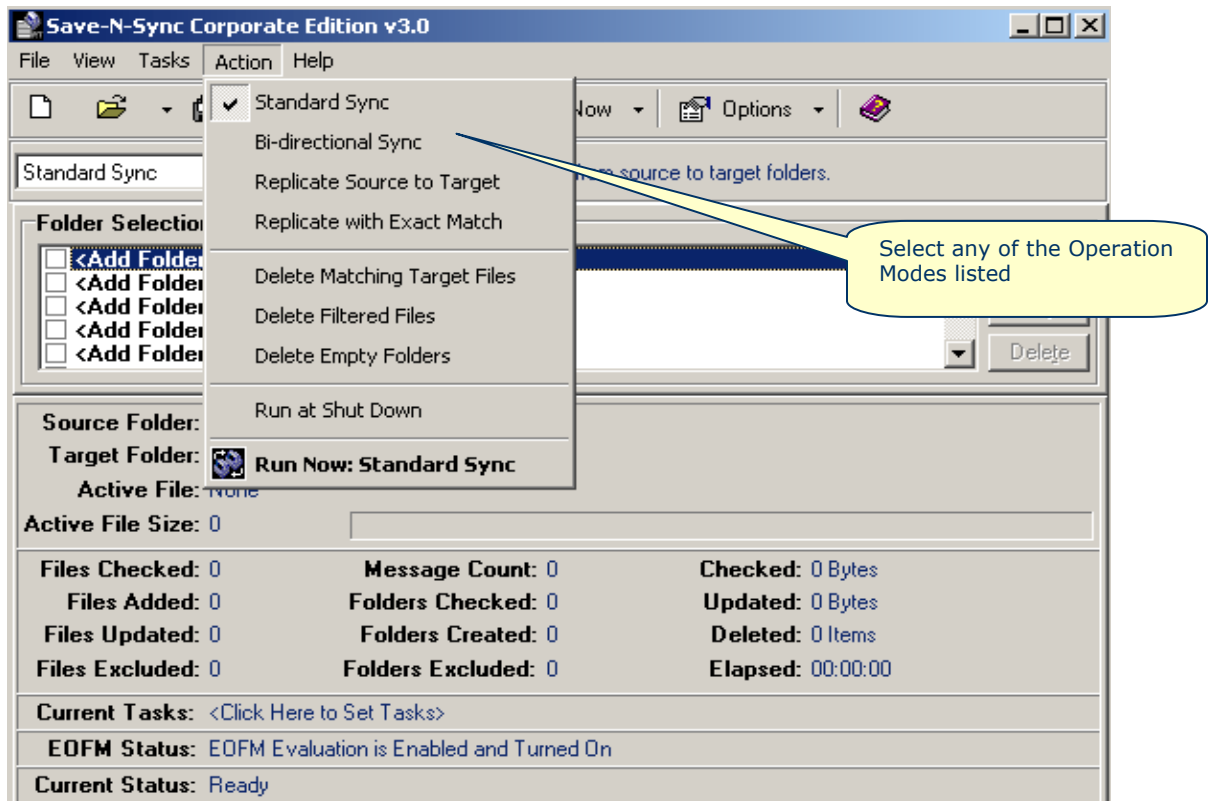 Save-N-Sync Corporate Edition v3.0
File View Tasks Action Help
Now Options
Standard Sync
source to target folders.
Standard Sync
Bi-directional Sync
Replicate Source to Target
Replicate with Exact Match
Delete Matching Target Files
Delete Filtered Files
Delete Empty Folders
Run at Shut Down
Run Now: Standard Sync
Select any of the Operation
Modes listed
Folder Selection
<Add Folder
<Add Folder
<Add Folder
<Add Folder
<Add Folder
Delete
Source Folder:
Target Folder:
Active File: None
Active File Size: 0
Files Checked: 0 Message Count: 0 Checked: 0 Bytes
Files Added: 0 Folders Checked: 0 Updated: 0 Bytes
Files Updated: 0 Folders Created: 0 Deleted: 0 Items
Files Excluded: 0 Folders Excluded: 0 Elapsed: 00:00:00
Current Tasks: <Click Here to Set Tasks>
EOFM Status: EOFM Evaluation is Enabled and Turned On
Current Status: Ready